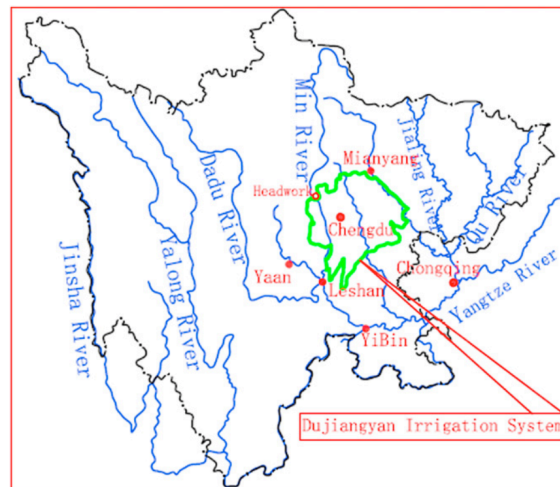 Min River
Jialing River
Mianyang
Dadu River
Headwork
Qu River
Chengdu
Yalong River
Jinsha River
Yaan
Chongqing
Leshan
Yangtze River
YiBin
Dujiangyan Irrigation System